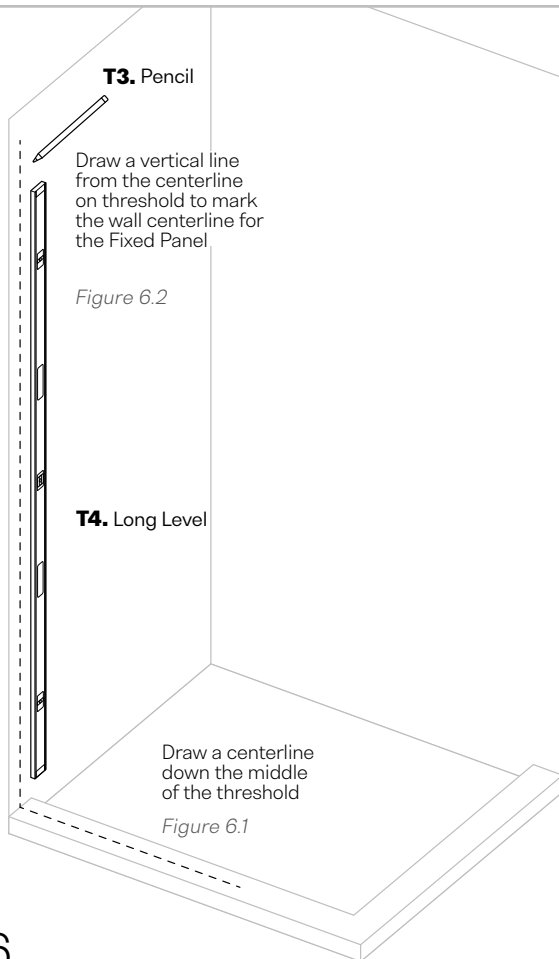 T3. Pencil
Draw a vertical line
from the centerline
on threshold to mark
the wall centerline for
the Fixed Panel
Figure 6.2
T4. Long Level
Draw a centerline
down the middle
of the threshold
Figure 6.1
6